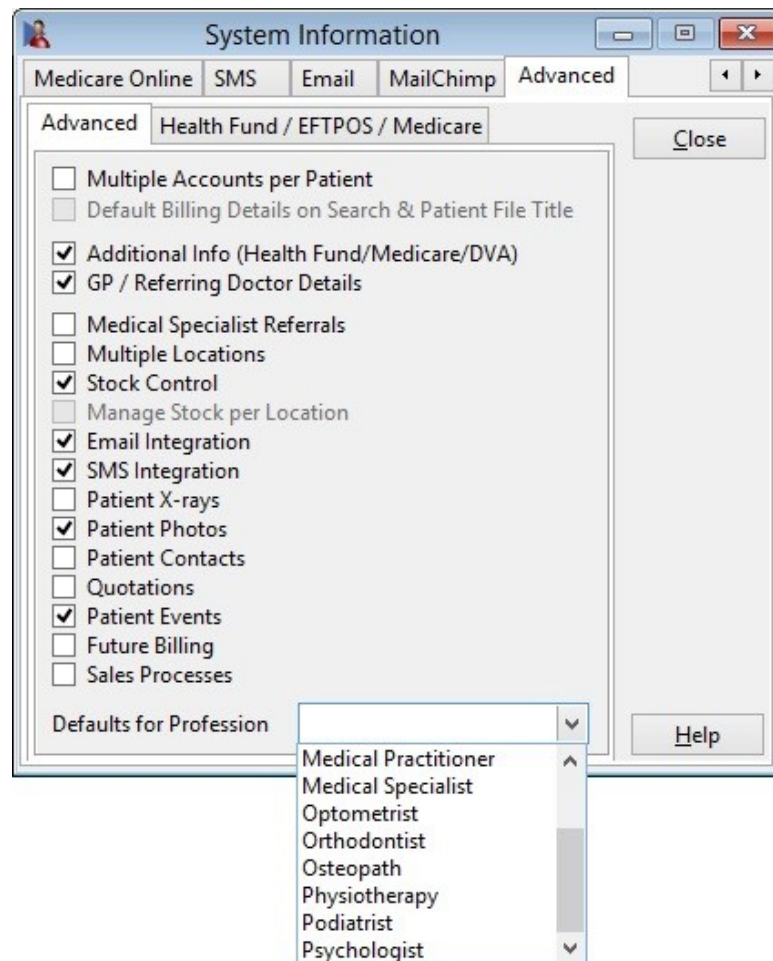 System Information
Medicare Online SMS Email MailChimp Advanced
Advanced Health Fund / EFTPOS / Medicare
Close
Multiple Accounts per Patient
Default Billing Details on Search & Patient File Title
Additional Info (Health Fund/Medicare/DVA)
GP / Referring Doctor Details
Medical Specialist Referrals
Multiple Locations
Stock Control
Manage Stock per Location
Email Integration
SMS Integration
Patient X-rays
Patient Photos
Patient Contacts
Quotations
Patient Events
Future Billing
Sales Processes
Defaults for Profession
Help
Medical Practitioner
Medical Specialist
Optometrist
Orthodontist
Osteopath
Physiotherapy
Podiatrist
Psychologist